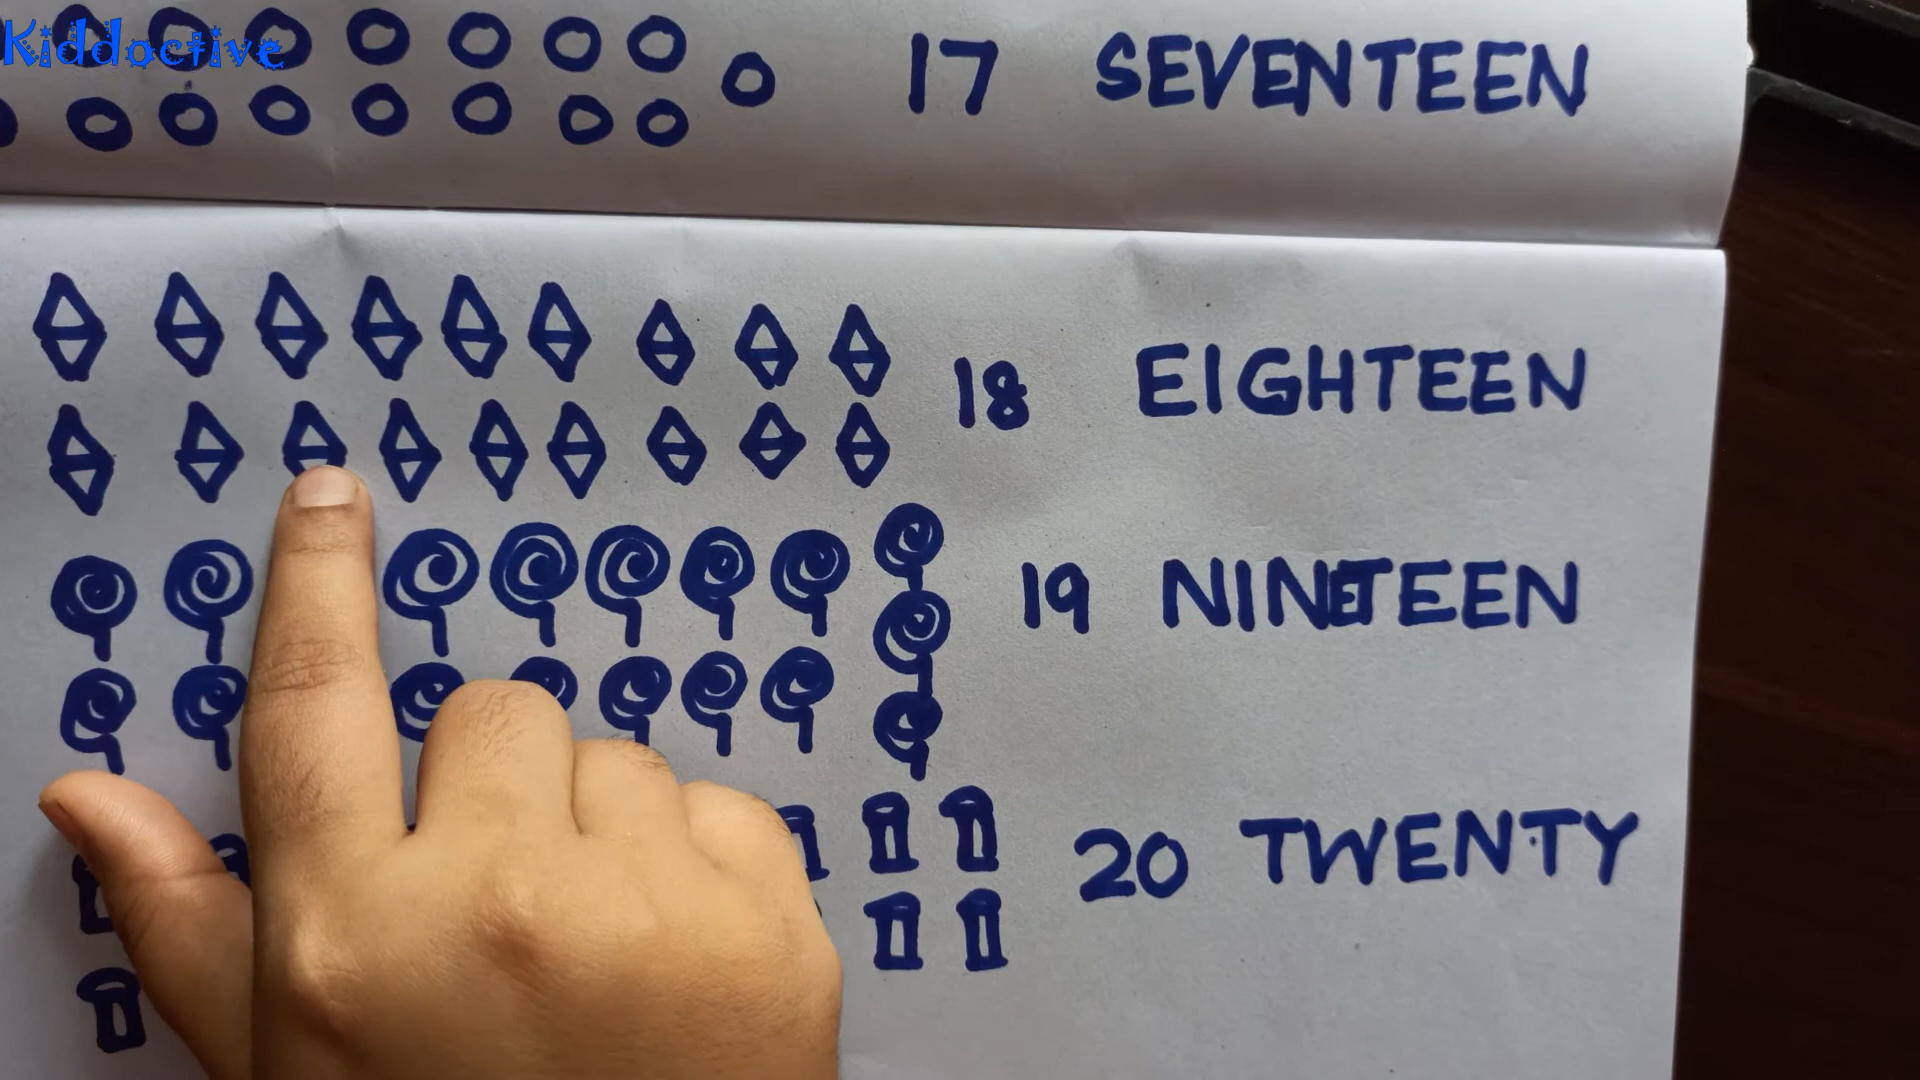 Kiddoctive
17 SEVENTEEN
18 EIGHTEEN
19 NINETEEN
20 TWENTY